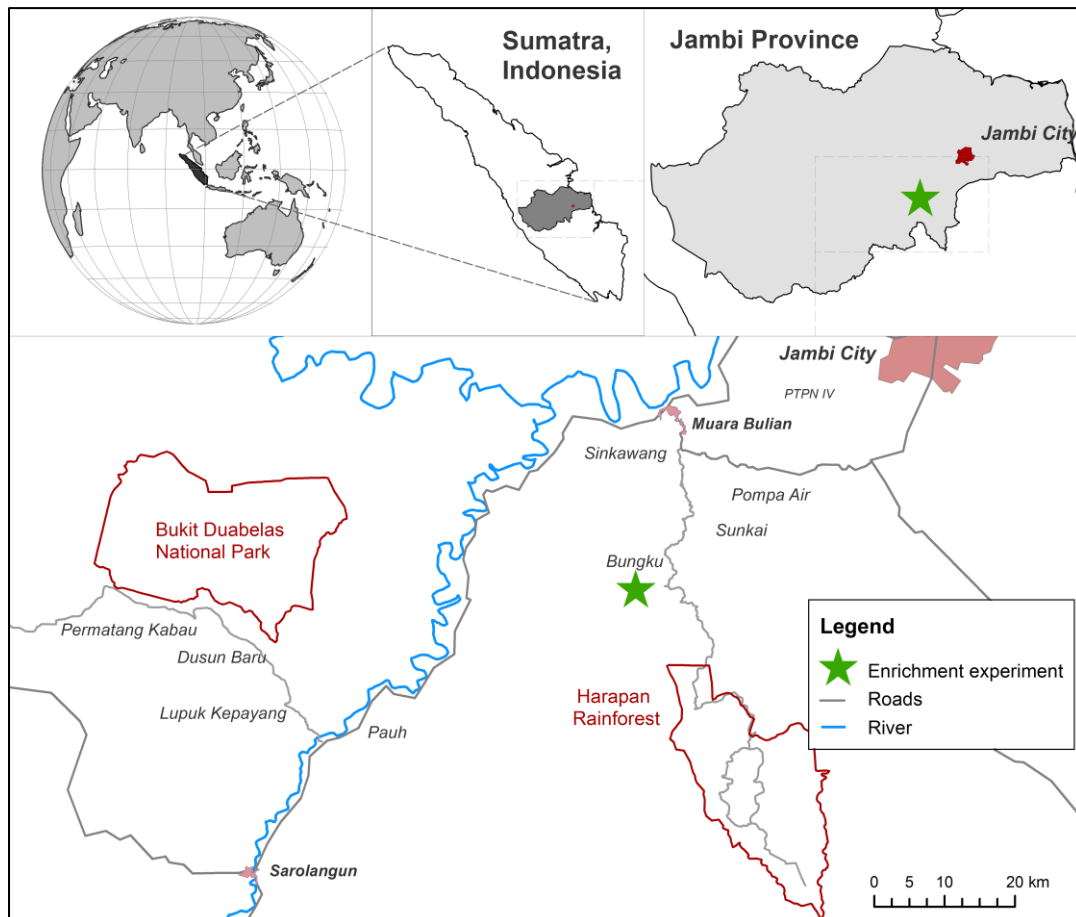 Sumatra,
Indonesia
Jambi Province
Jambi City
Jambi City
PTPN IV
Muara Bulian
Sinkawang
Pompa Air
Sunkai
Bukit Duabelas
National Park
Bungku
Permatang Kabau
Dusun Baru
Lupuk Kepayang
Pauh
Harapan
Rainforest
Sarolangun
Legend
Enrichment experiment
Roads
River
0 5 10 20 km